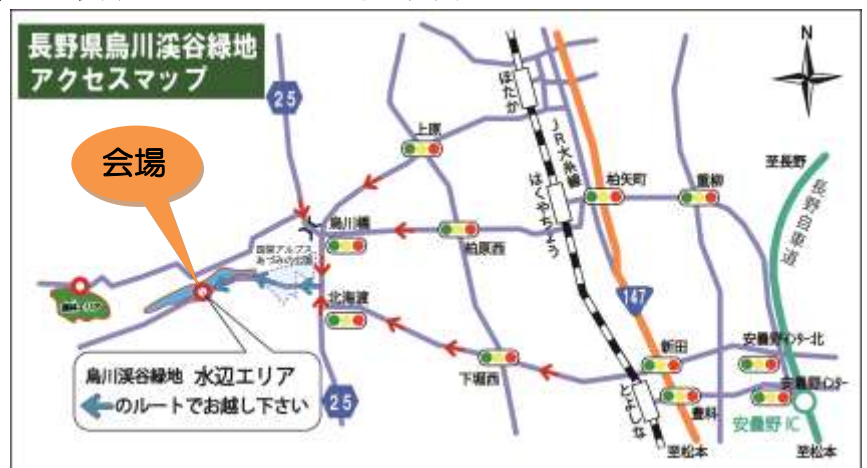 長野県烏川渓谷緑地
アクセスマップ
会場
25
上原
ほたか
JR大糸線
はくやちょう
柏矢町
重柳
N
至長野
長野自動車道
烏川橋
国営アルプス
あづみの公園
柏原西
北海渡
147
新田
安曇野インター北
下堀西
とよしな
豊科
安曇野インター
安曇野 IC
至松本
至松本
烏川渓谷緑地 水辺エリア
←のルートでお越し下さい
25